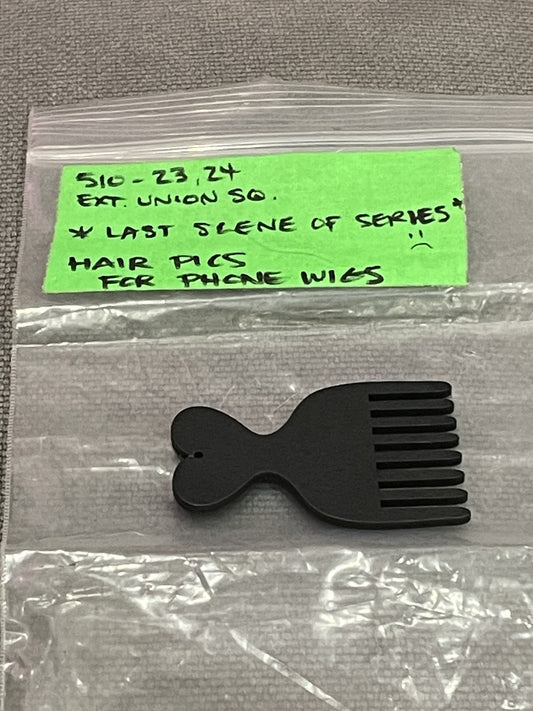 510-23,24
EXT. UNION SQ.
* LAST SCENE OF SERIES*
:(
HAIR PICS
FOR PHONE WIGS